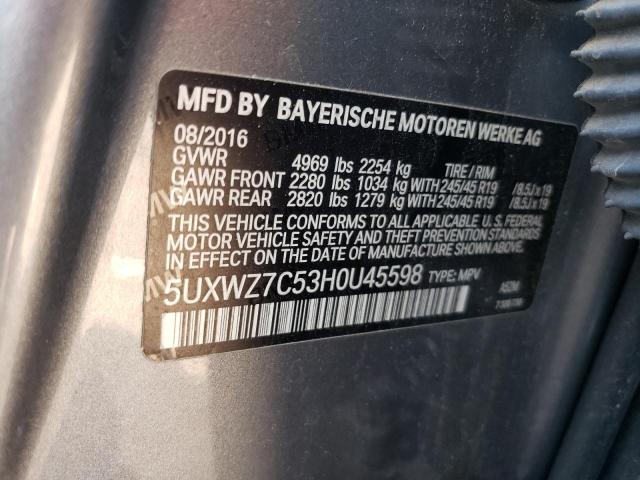 MFD BY BAYERISCHE MOTOREN WERKE AG
08/2016
GVWR 4969 lbs 2254 kg TIRE / RIM
GAWR FRONT 2280 lbs 1034 kg WITH 245/45 R19 / 8.5J x 19
GAWR REAR 2820 lbs 1279 kg WITH 245/45 R19 / 8.5J x 19
THIS VEHICLE CONFORMS TO ALL APPLICABLE U.S. FEDERAL
MOTOR VEHICLE SAFETY AND THEFT PREVENTION STANDARDS
IN EFFECT ON THE DATE OF MANUFACTURE SHOWN ABOVE.
5UXWZ7C53H0U45598 TYPE: MPV